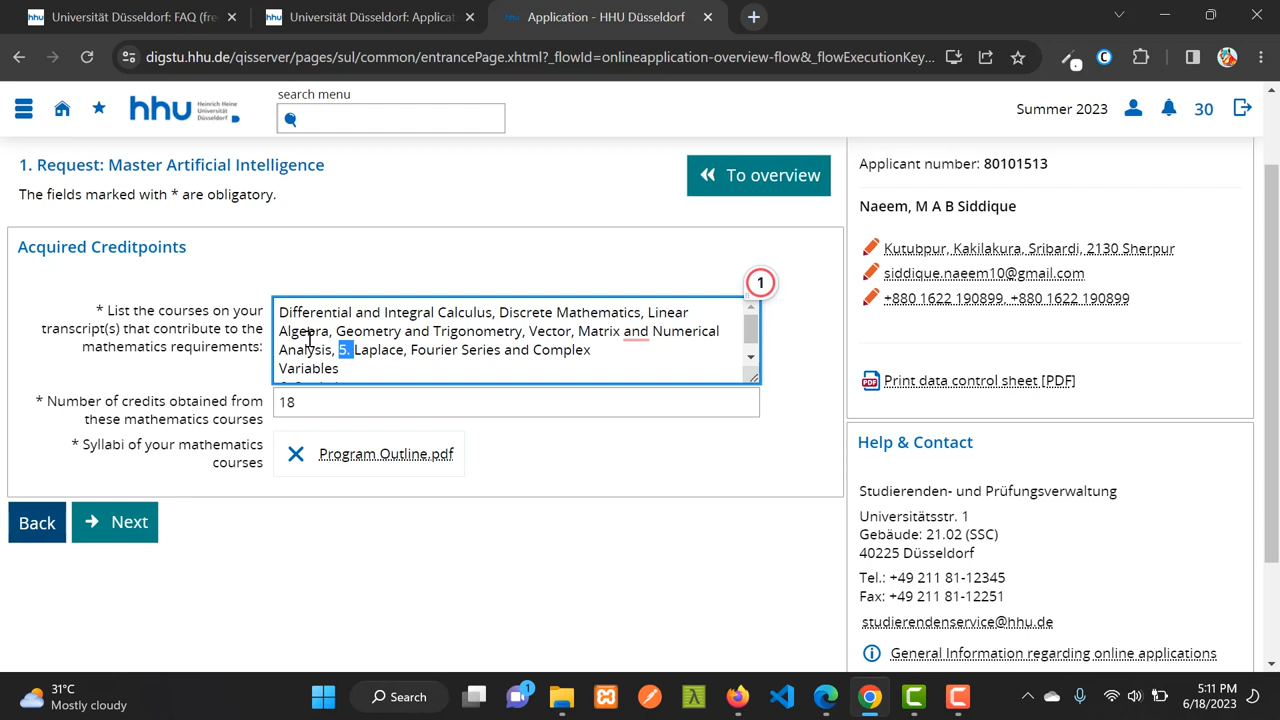 Universität Düsseldorf: FAQ (fre
Universität Düsseldorf: Applicat
Application - HHU Düsseldorf
digstu.hhu.de/qisserver/pages/sul/common/entrancePage.xhtml?_flowId=onlineapplication-overview-flow&_flowExecutionKey...
hhu Heinrich Heine Universität Düsseldorf
search menu
Summer 2023
30
1. Request: Master Artificial Intelligence
To overview
The fields marked with * are obligatory.
Acquired Creditpoints
* List the courses on your transcript(s) that contribute to the mathematics requirements:
Differential and Integral Calculus, Discrete Mathematics, Linear
Algebra, Geometry and Trigonometry, Vector, Matrix and Numerical
Analysis, 5. Laplace, Fourier Series and Complex
Variables
1
* Number of credits obtained from these mathematics courses
18
* Syllabi of your mathematics courses
Program Outline.pdf
Back
Next
Applicant number: 80101513
Naeem, M A B Siddique
Kutubpur, Kakilakura, Sribardi, 2130 Sherpur
siddique.naeem10@gmail.com
+880 1622 190899, +880 1622 190899
PDF
Print data control sheet [PDF]
Help & Contact
Studierenden- und Prüfungsverwaltung
Universitätsstr. 1
Gebäude: 21.02 (SSC)
40225 Düsseldorf
Tel.: +49 211 81-12345
Fax: +49 211 81-12251
studierendenservice@hhu.de
General Information regarding online applications
31°C
Mostly cloudy
Search
1
5:11 PM
6/18/2023